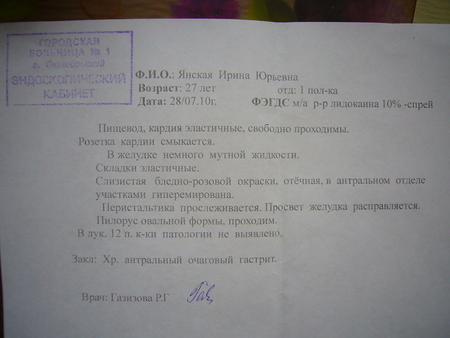 ГОРОДСКАЯ
БОЛЬНИЦА № 1
г. Октябрьский
ЭНДОСКОПИЧЕСКИЙ
КАБИНЕТ
Ф.И.О.: Янская Ирина Юрьевна
Возраст: 27 лет отд: 1 пол-ка
Дата: 28/07.10г. ФЭГДС м/а р-р лидокаина 10% -спрей
Пищевод, кардия эластичные, свободно проходимы.
Розетка кардии смыкается.
В желудке немного мутной жидкости.
Складки эластичные.
Слизистая бледно-розовой окраски, отёчная, в антральном отделе
участками гиперемирована.
Перистальтика прослеживается. Просвет желудка расправляется.
Пилорус овальной формы, проходим.
В лук. 12 п. к-ки патологии не выявлено.
Закл: Хр. антральный очаговый гастрит.
Врач: Газизова Р.Г